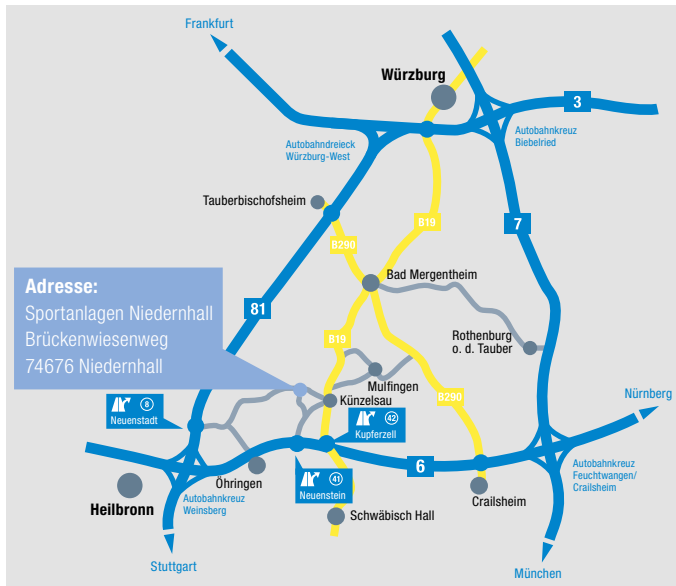 Frankfurt
Würzburg
3
Autobahndreieck
Würzburg-West
Autobahnkreuz
Biebelried
Tauberbischofsheim
B19
7
B290
Bad Mergentheim
Adresse:
Sportanlagen Niedernhall
Brückenwiesenweg
74676 Niedernhall
81
B19
Rothenburg
o. d. Tauber
Mulfingen
Künzelsau
B290
Nürnberg
8
Neuenstadt
42
Kupferzell
6
41
Neuenstein
Öhringen
Autobahnkreuz
Feuchtwangen/
Crailsheim
Heilbronn
Autobahnkreuz
Weinsberg
Crailsheim
Schwäbisch Hall
Stuttgart
München